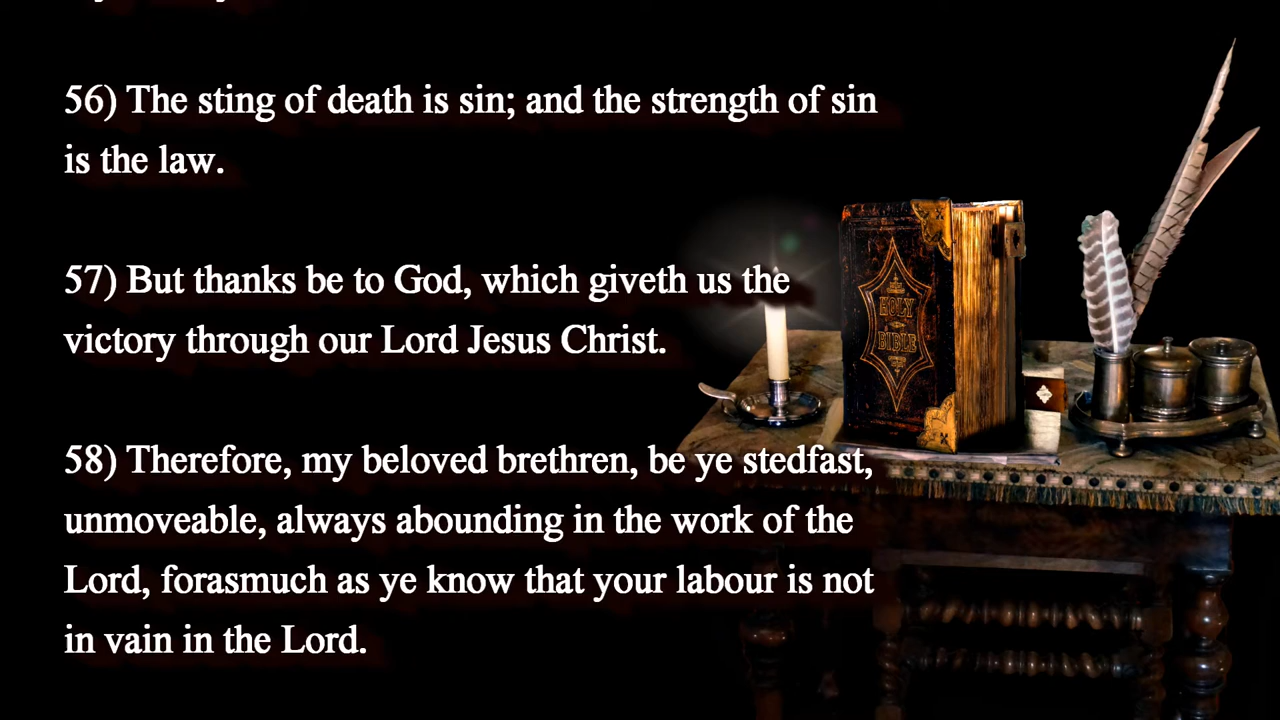 56) The sting of death is sin; and the strength of sin
is the law.
57) But thanks be to God, which giveth us the
victory through our Lord Jesus Christ.
58) Therefore, my beloved brethren, be ye stedfast,
unmoveable, always abounding in the work of the
Lord, forasmuch as ye know that your labour is not
in vain in the Lord.
HOLY
BIBLE